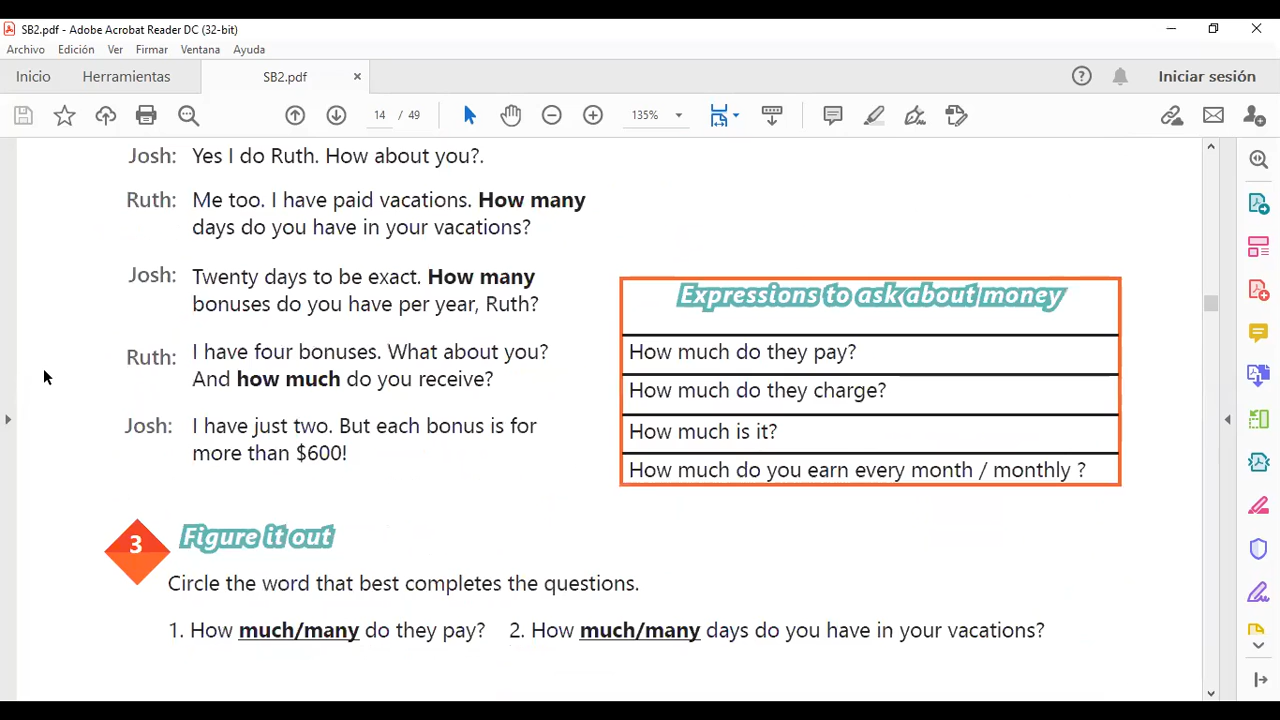 SB2.pdf - Adobe Acrobat Reader DC (32-bit)
Archivo Edición Ver Firmar Ventana Ayuda
Inicio Herramientas SB2.pdf × Iniciar sesión
14 / 49 135%
Josh: Yes I do Ruth. How about you?.
Ruth: Me too. I have paid vacations. How many
days do you have in your vacations?
Josh: Twenty days to be exact. How many
bonuses do you have per year, Ruth?
Ruth: I have four bonuses. What about you?
And how much do you receive?
Josh: I have just two. But each bonus is for
more than $600!
Expressions to ask about money
How much do they pay?
How much do they charge?
How much is it?
How much do you earn every month / monthly ?
3 Figure it out
Circle the word that best completes the questions.
1. How much/many do they pay? 2. How much/many days do you have in your vacations?